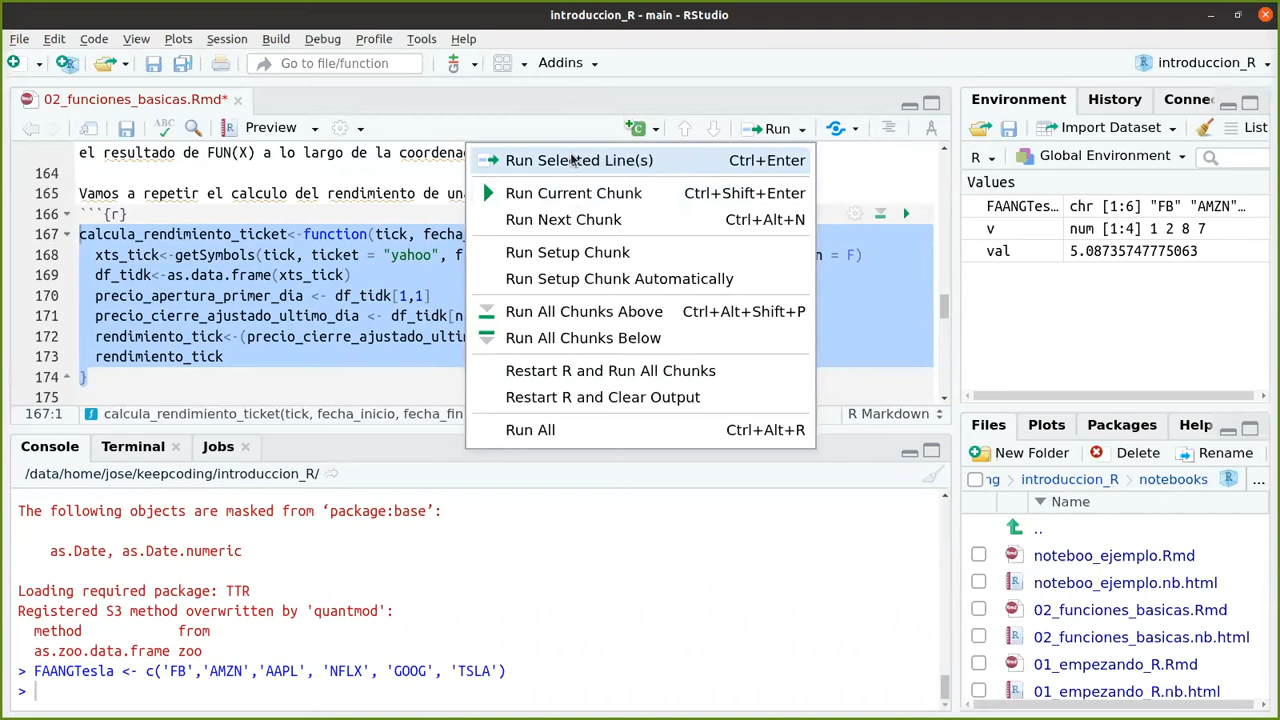 introduccion_R - main - RStudio
File Edit Code View Plots Session Build Debug Profile Tools Help
Go to file/function
Addins
introduccion_R
02_funciones_basicas.Rmd*
Preview
Run
el resultado de FUN(X) a lo largo de la coordena
164
165 Vamos a repetir el calculo del rendimiento de un
166 ```{r}
167 calcula_rendimiento_ticket<-function(tick, fecha_
168 xts_tick<-getSymbols(tick, ticket = "yahoo", f n = F)
169 df_tidk<-as.data.frame(xts_tick)
170 precio_apertura_primer_dia <- df_tidk[1,1]
171 precio_cierre_ajustado_ultimo_dia <- df_tidk[n
172 rendimiento_tick<-(precio_cierre_ajustado_ulti
173 rendimiento_tick
174 }
175
167:1 calcula_rendimiento_ticket(tick, fecha_inicio, fecha_fin R Markdown
Run Selected Line(s) Ctrl+Enter
Run Current Chunk Ctrl+Shift+Enter
Run Next Chunk Ctrl+Alt+N
Run Setup Chunk
Run Setup Chunk Automatically
Run All Chunks Above Ctrl+Alt+Shift+P
Run All Chunks Below
Restart R and Run All Chunks
Restart R and Clear Output
Run All Ctrl+Alt+R
Console Terminal Jobs
/data/home/jose/keepcoding/introduccion_R/
The following objects are masked from ‘package:base’:
as.Date, as.Date.numeric
Loading required package: TTR
Registered S3 method overwritten by 'quantmod':
method from
as.zoo.data.frame zoo
> FAANGTesla <- c('FB','AMZN','AAPL', 'NFLX', 'GOOG', 'TSLA')
>
Environment History Conne
Import Dataset List
R Global Environment
Values
FAANGTes… chr [1:6] "FB" "AMZN"…
v num [1:4] 1 2 8 7
val 5.08735747775063
Files Plots Packages Help
New Folder Delete Rename
ng introduccion_R notebooks ...
Name
..
noteboo_ejemplo.Rmd
noteboo_ejemplo.nb.html
02_funciones_basicas.Rmd
02_funciones_basicas.nb.html
01_empezando_R.Rmd
01_empezando_R.nb.html